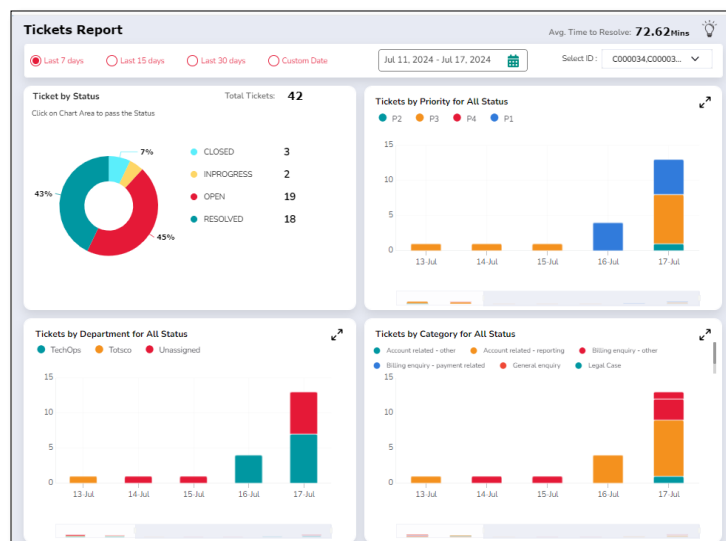 Tickets Report
Avg. Time to Resolve: 72.62Mins
Last 7 days
Last 15 days
Last 30 days
Custom Date
Jul 11, 2024 - Jul 17, 2024
Select ID :
C000034,C00003...
Ticket by Status
Total Tickets: 42
Click on Chart Area to pass the Status
7%
43%
45%
CLOSED 3
INPROGRESS 2
OPEN 19
RESOLVED 18
Tickets by Priority for All Status
P2 P3 P4 P1
15
10
5
0
13-Jul 14-Jul 15-Jul 16-Jul 17-Jul
Tickets by Department for All Status
TechOps Totsco Unassigned
15
10
5
0
13-Jul 14-Jul 15-Jul 16-Jul 17-Jul
Tickets by Category for All Status
Account related - other Account related - reporting Billing enquiry - other
Billing enquiry - payment related General enquiry Legal Case
15
10
5
0
13-Jul 14-Jul 15-Jul 16-Jul 17-Jul